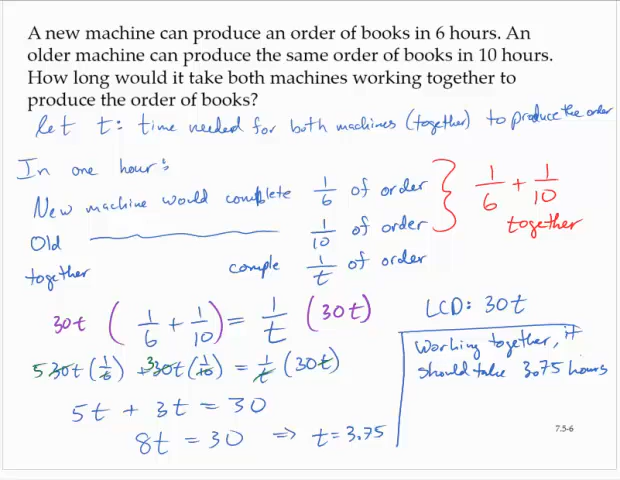 A new machine can produce an order of books in 6 hours. An
older machine can produce the same order of books in 10 hours.
How long would it take both machines working together to
produce the order of books?
let t: time needed for both machines (together) to produce the order
In one hour:
New machine would complete 1/6 of order
Old 1/10 of order
together comple 1/t of order
1/6 + 1/10
together
30t (1/6 + 1/10) = 1/t (30t)
LCD: 30t
5 30t (1/6) + 3 30t (1/10) = 1/t (30t)
5t + 3t = 30
8t = 30 => t = 3.75
Working together, it
should take 3.75 hours
7.5-6